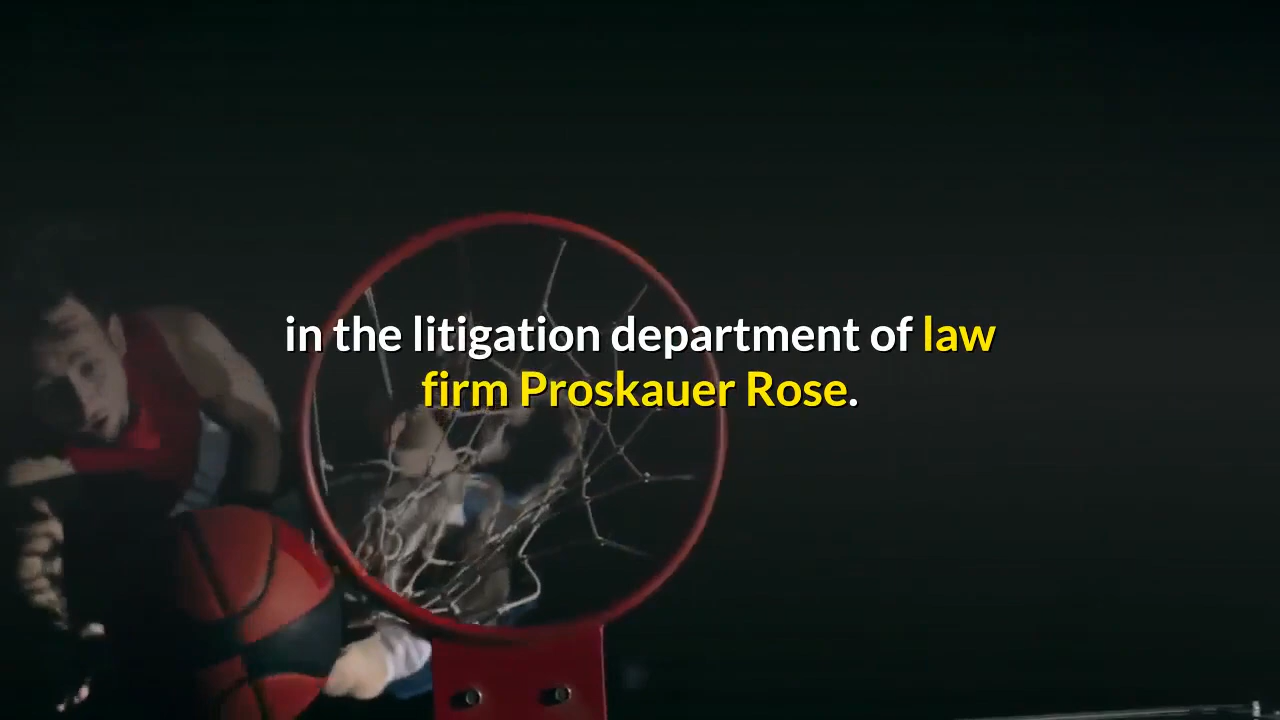 in the litigation department of law
firm Proskauer Rose.